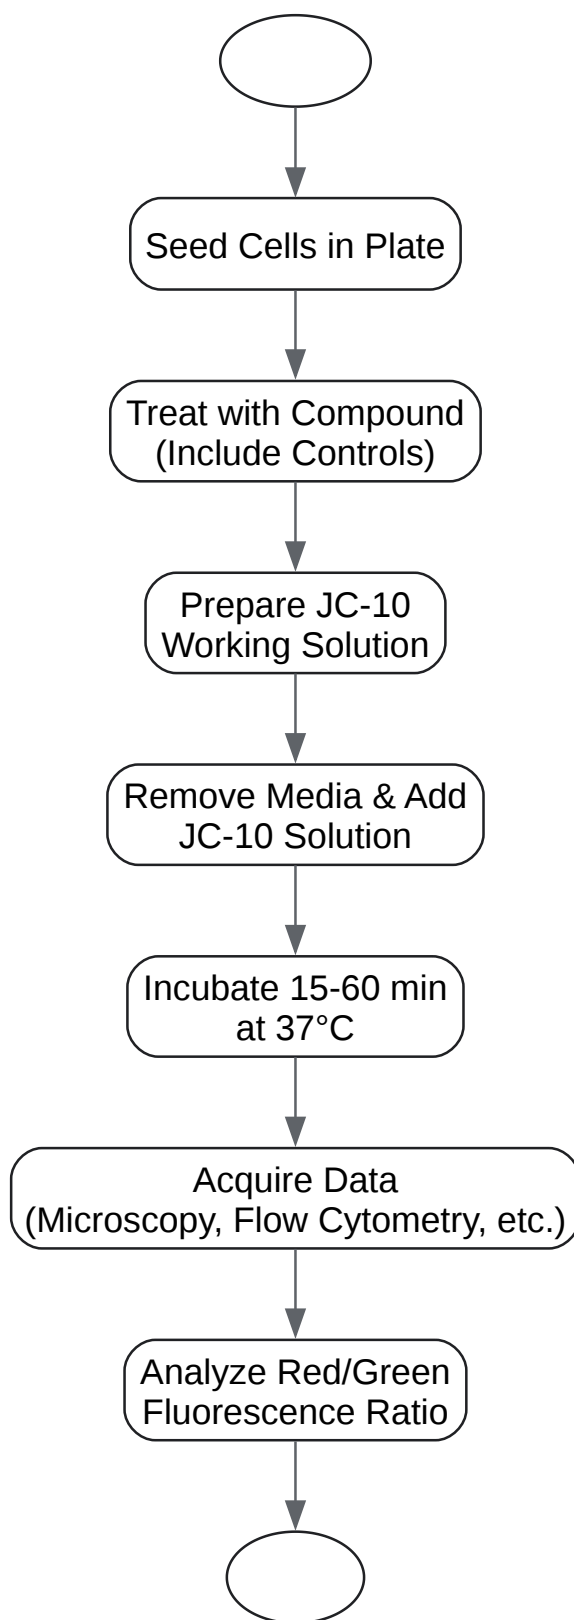 Seed Cells in Plate
Treat with Compound
(Include Controls)
Prepare JC-10
Working Solution
Remove Media & Add
JC-10 Solution
Incubate 15-60 min
at 37°C
Acquire Data
(Microscopy, Flow Cytometry, etc.)
Analyze Red/Green
Fluorescence Ratio